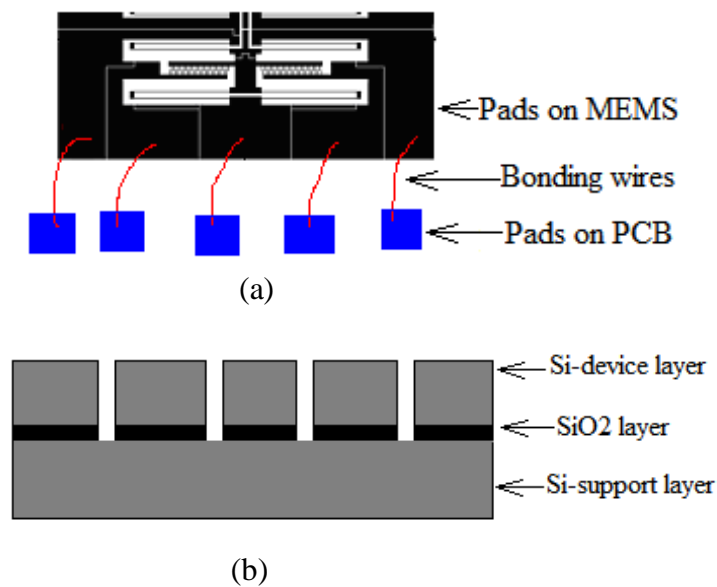 Pads on MEMS
Bonding wires
Pads on PCB
(a)
Si-device layer
SiO2 layer
Si-support layer
(b)